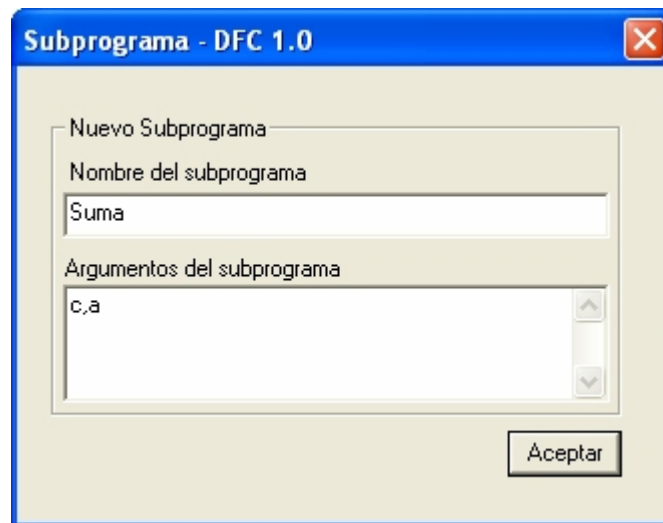 Subprograma - DFC 1.0
Nuevo Subprograma
Nombre del subprograma
Suma
Argumentos del subprograma
c,a
Aceptar